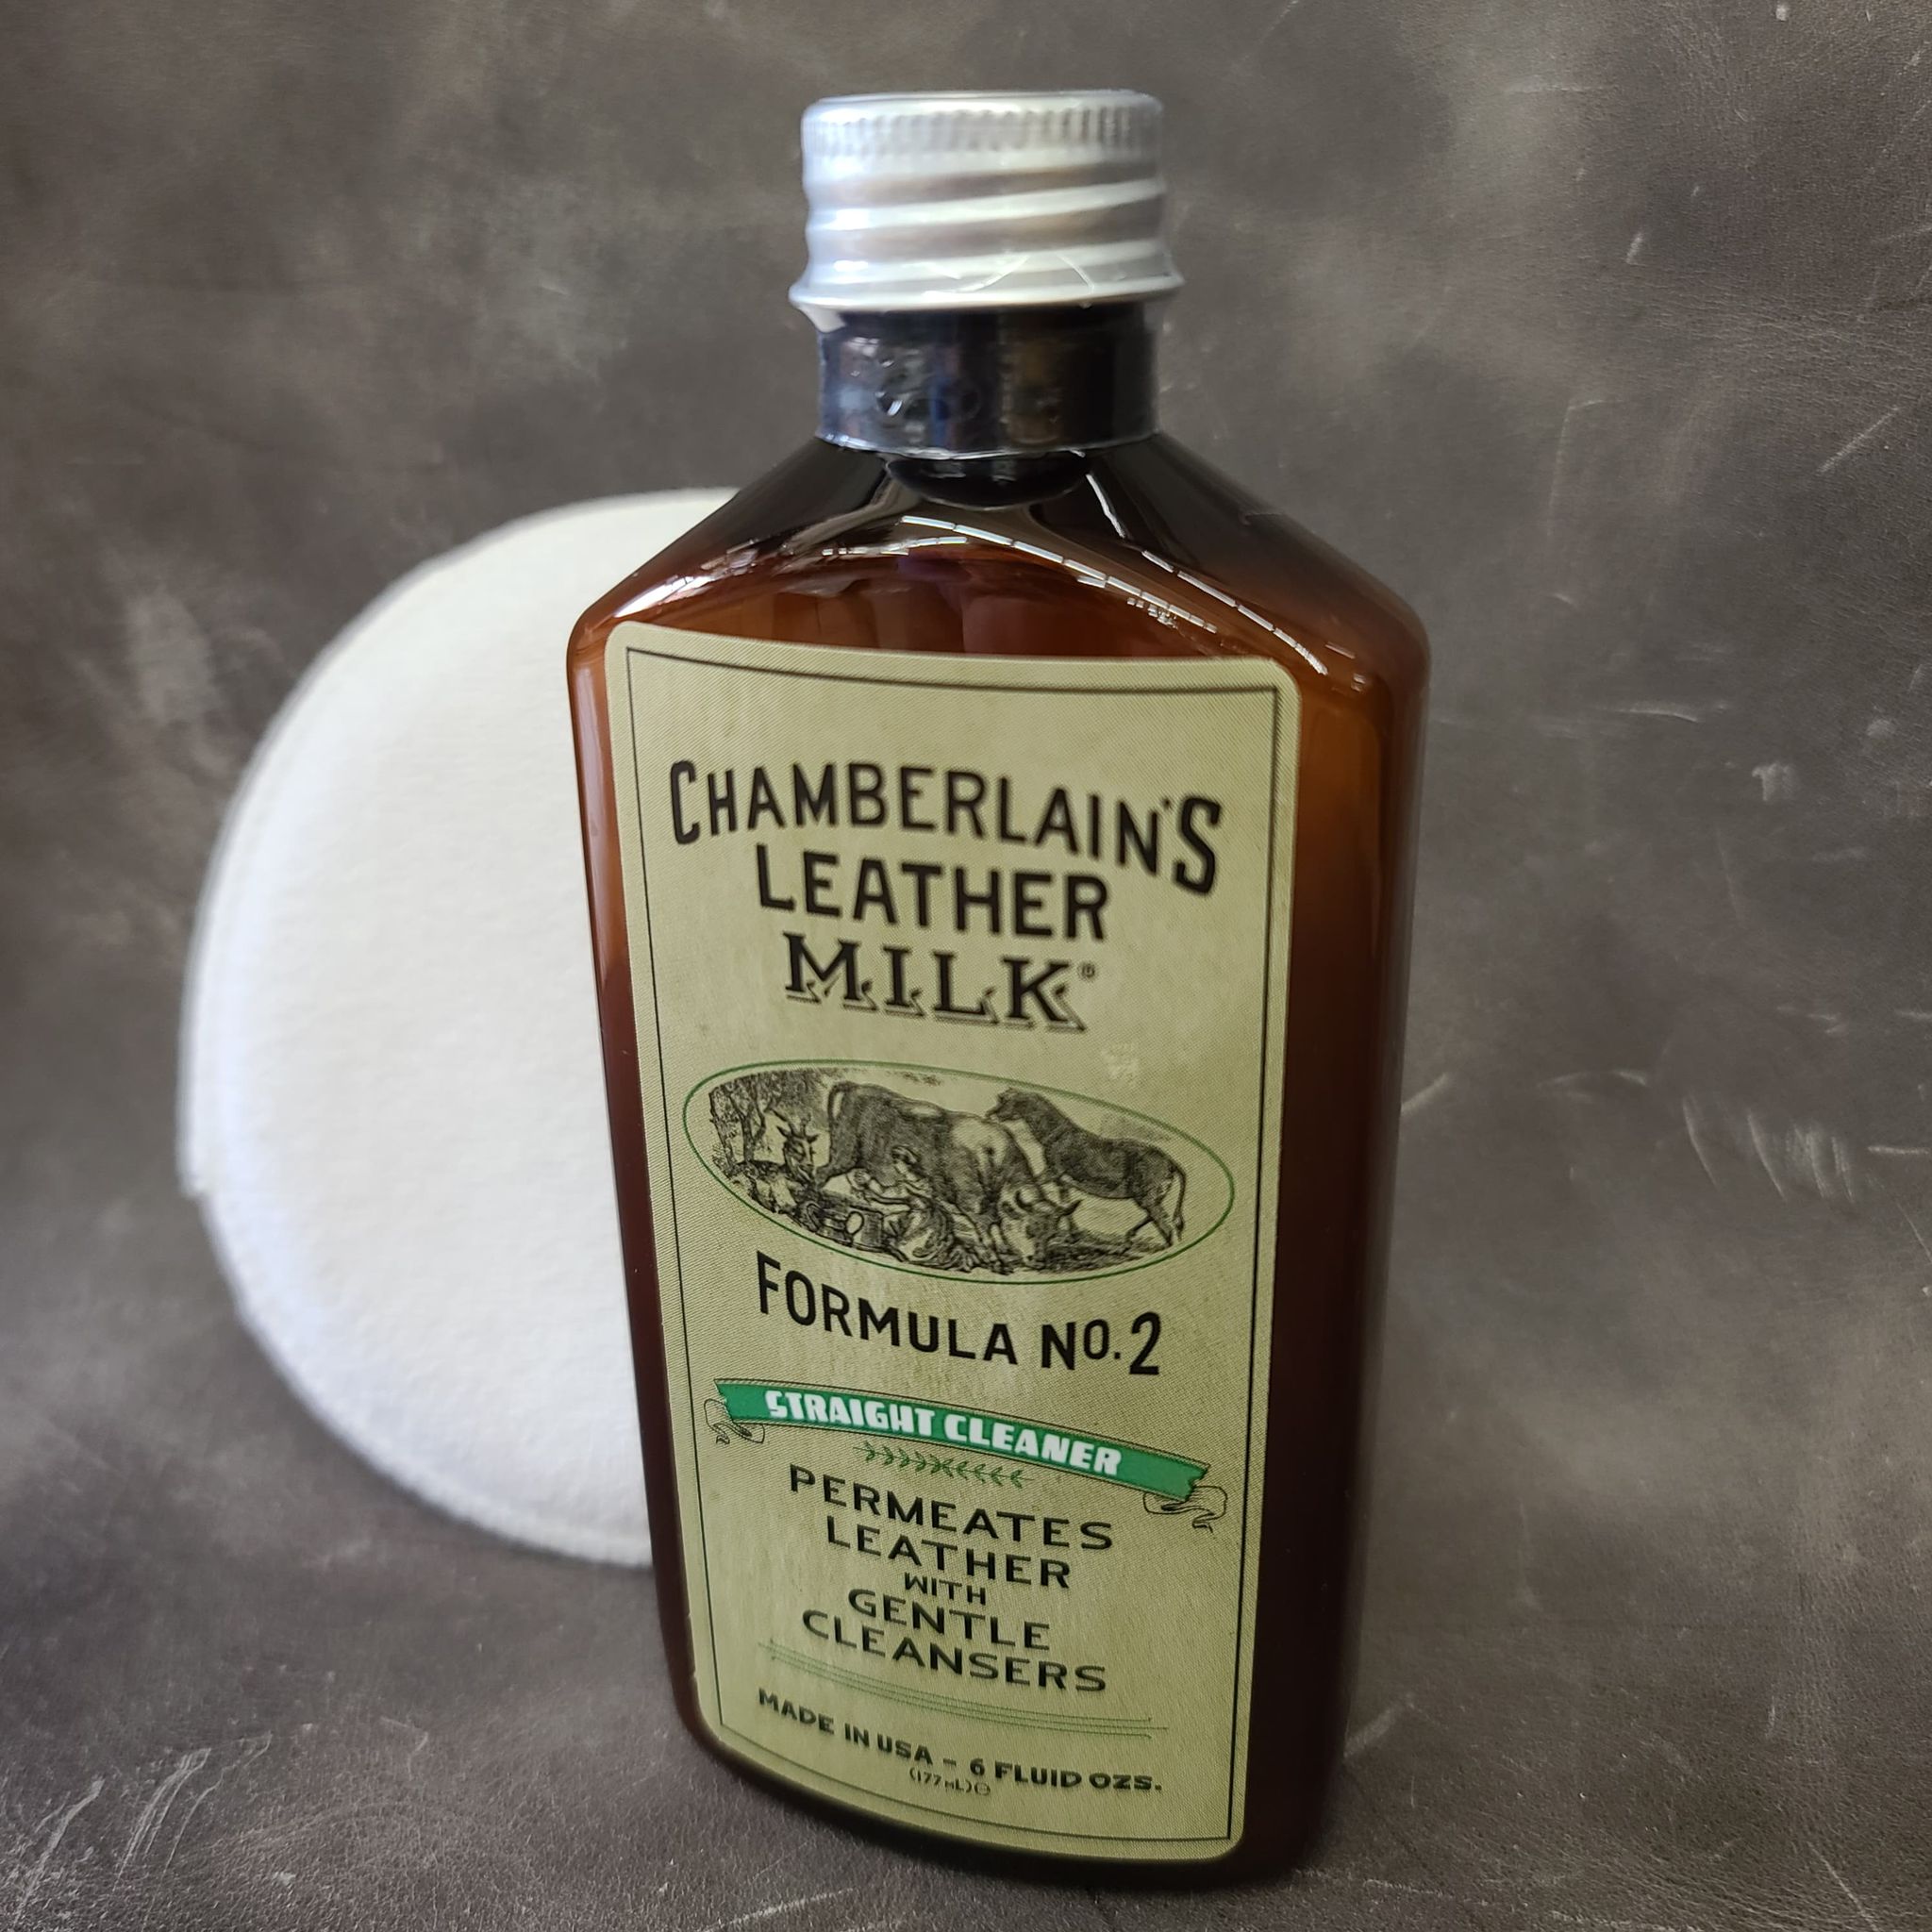 CHAMBERLAIN'S
LEATHER
MILK®
FORMULA No. 2
STRAIGHT CLEANER
PERMEATES
LEATHER
WITH
GENTLE
CLEANSERS
MADE IN USA – 6 FLUID OZS.
(177 mL) ℮